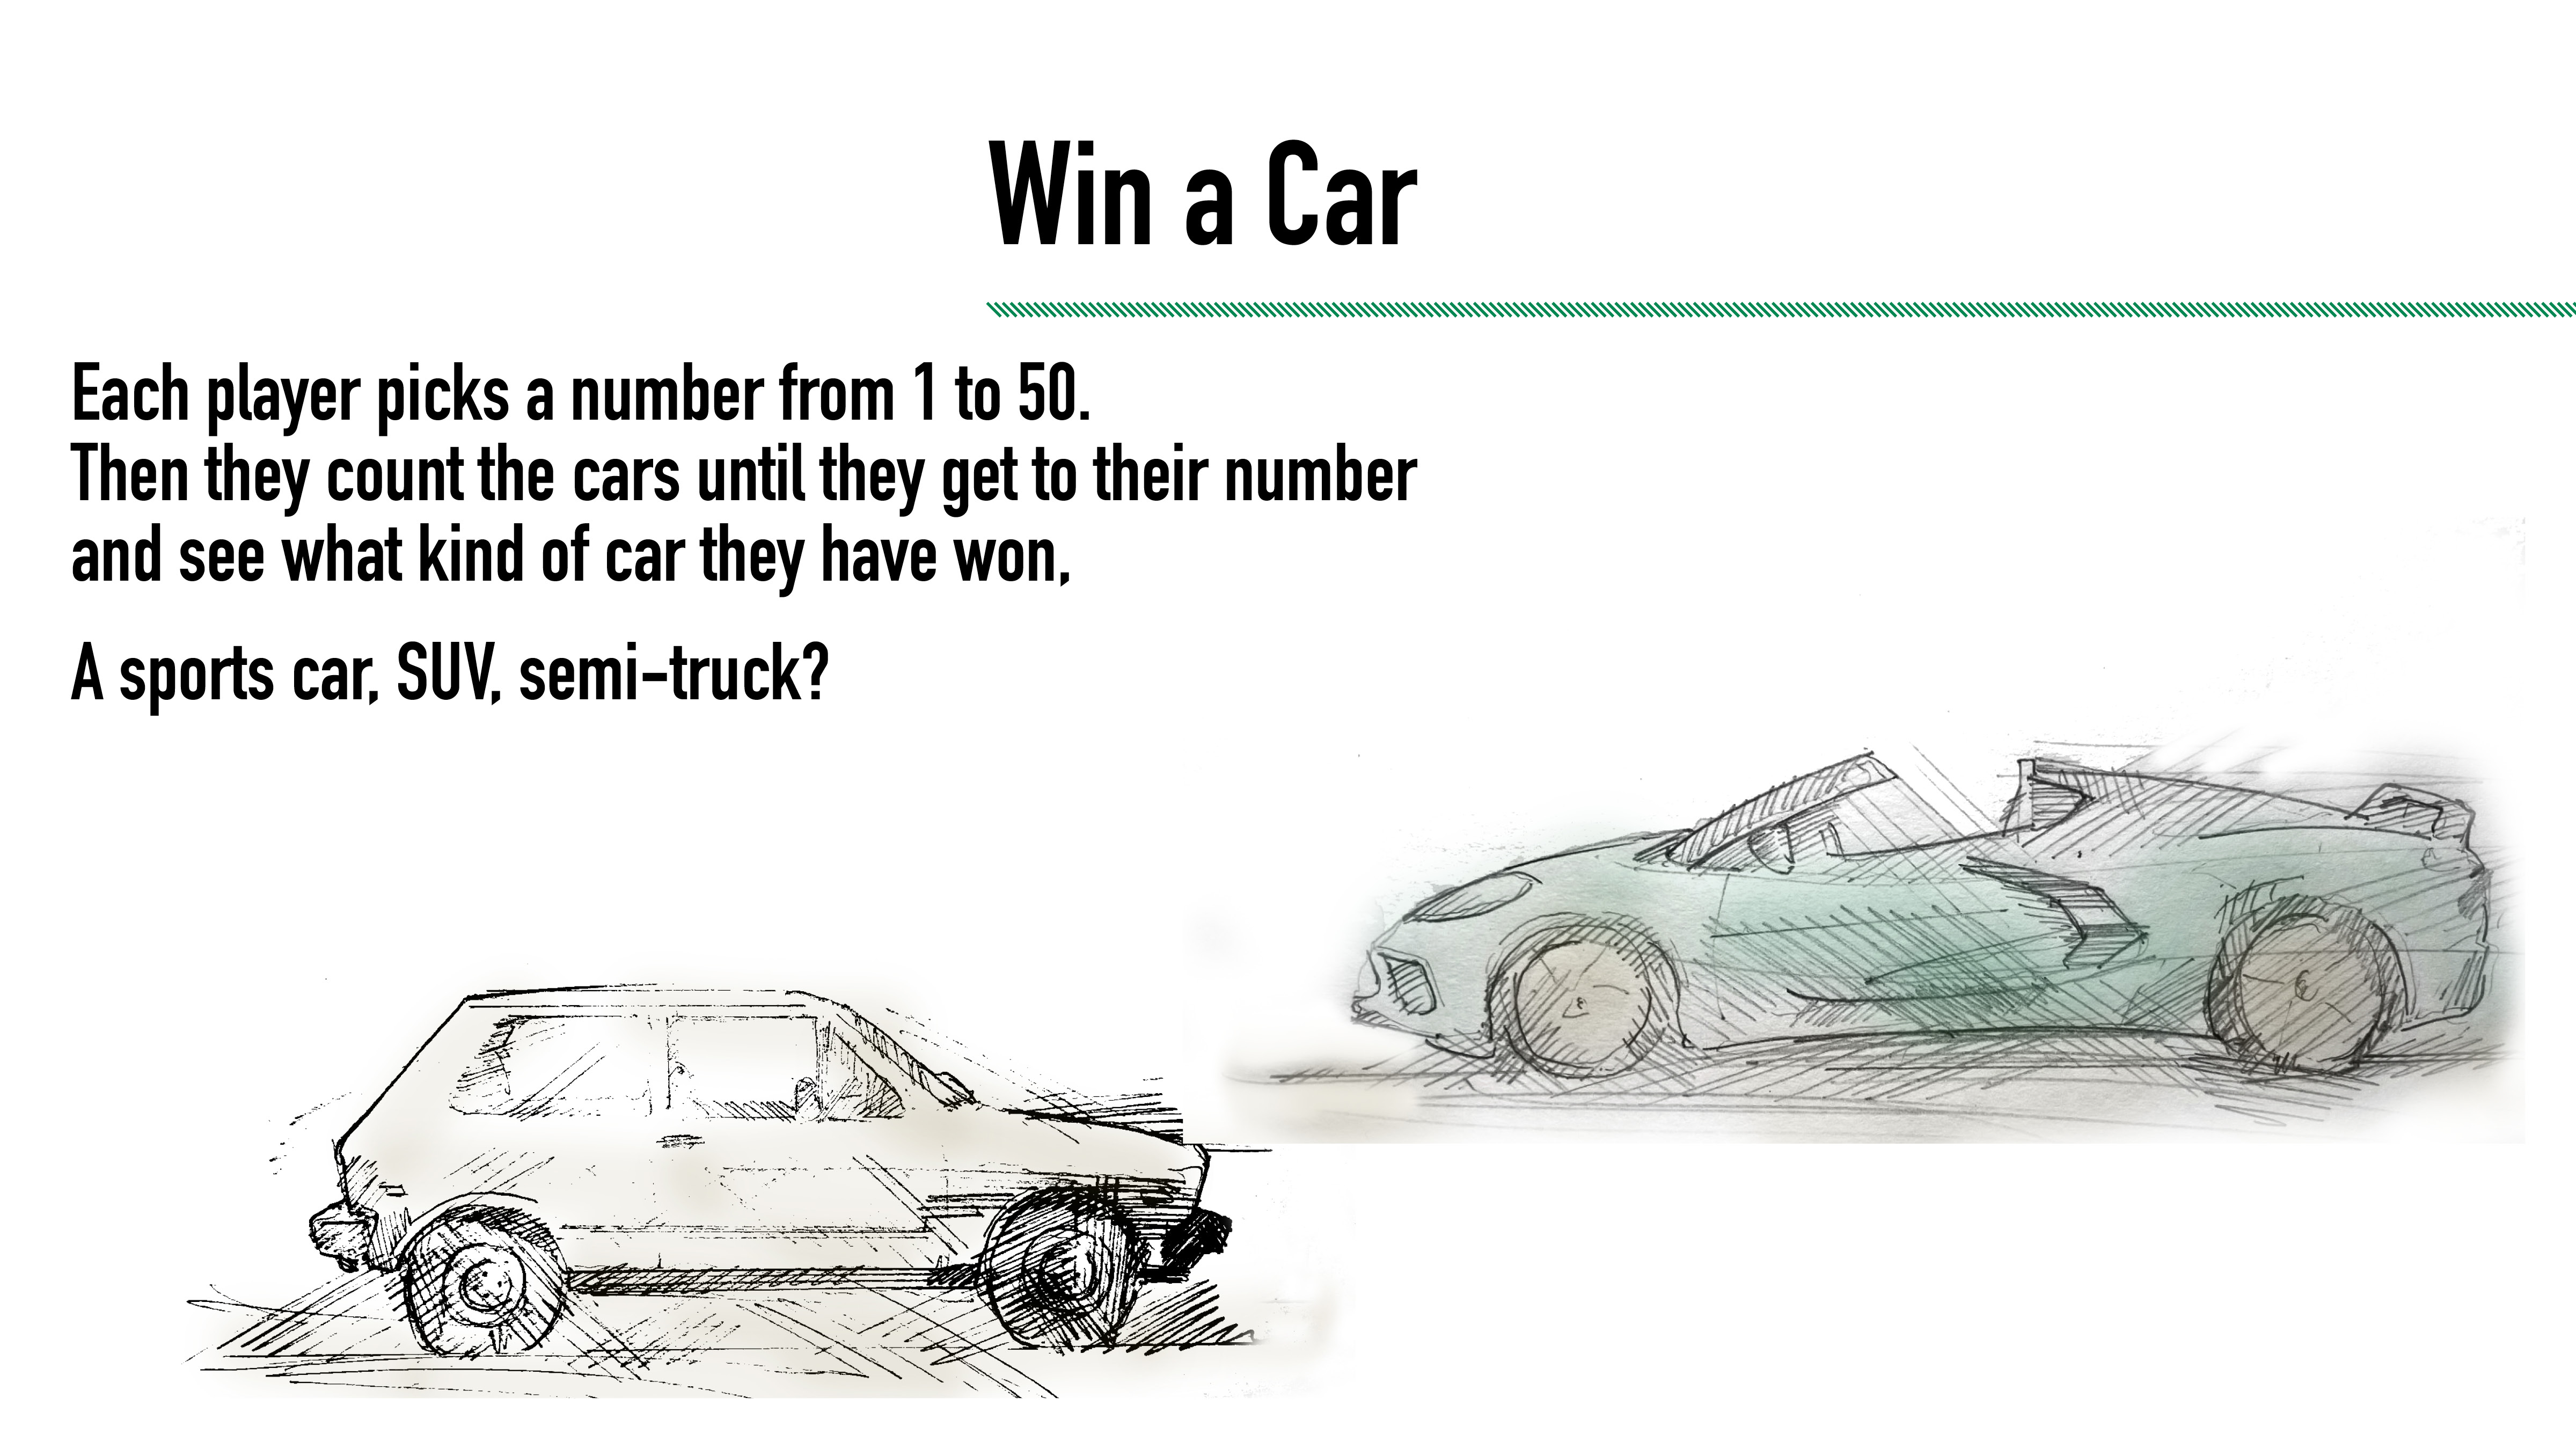 Win a Car
Each player picks a number from 1 to 50.
Then they count the cars until they get to their number
and see what kind of car they have won,
A sports car, SUV, semi-truck?